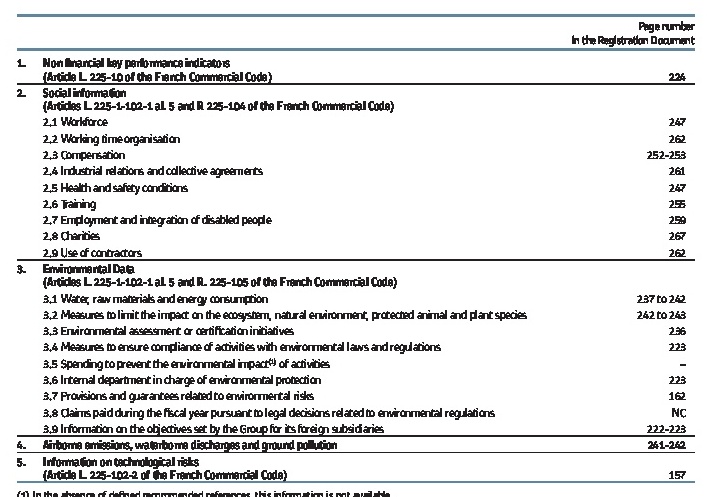 Page number
in the Registration Document
1. Non financial key performance indicators
(Article L. 225-10 of the French Commercial Code) 224
2. Social information
(Articles L. 225-1-102-1 al. 5 and R 225-104 of the French Commercial Code)
2.1 Workforce 247
2.2 Working time organisation 262
2.3 Compensation 252-253
2.4 Industrial relations and collective agreements 261
2.5 Health and safety conditions 247
2.6 Training 255
2.7 Employment and integration of disabled people 259
2.8 Charities 267
2.9 Use of contractors 262
3. Environmental Data
(Articles L. 225-1-102-1 al. 5 and R. 225-105 of the French Commercial Code)
3.1 Water, raw materials and energy consumption 237 to 242
3.2 Measures to limit the impact on the ecosystem, natural environment, protected animal and plant species 242 to 243
3.3 Environmental assessment or certification initiatives 236
3.4 Measures to ensure compliance of activities with environmental laws and regulations 223
3.5 Spending to prevent the environmental impact(1) of activities –
3.6 Internal department in charge of environmental protection 223
3.7 Provisions and guarantees related to environmental risks 162
3.8 Claims paid during the fiscal year pursuant to legal decisions related to environmental regulations NC
3.9 Information on the objectives set by the Group for its foreign subsidiaries 222-223
4. Airborne emissions, waterborne discharges and ground pollution 241-242
5. Information on technological risks
(Article L. 225-102-2 of the French Commercial Code) 157
(1) In the absence of defined recommended references, this information is not available.